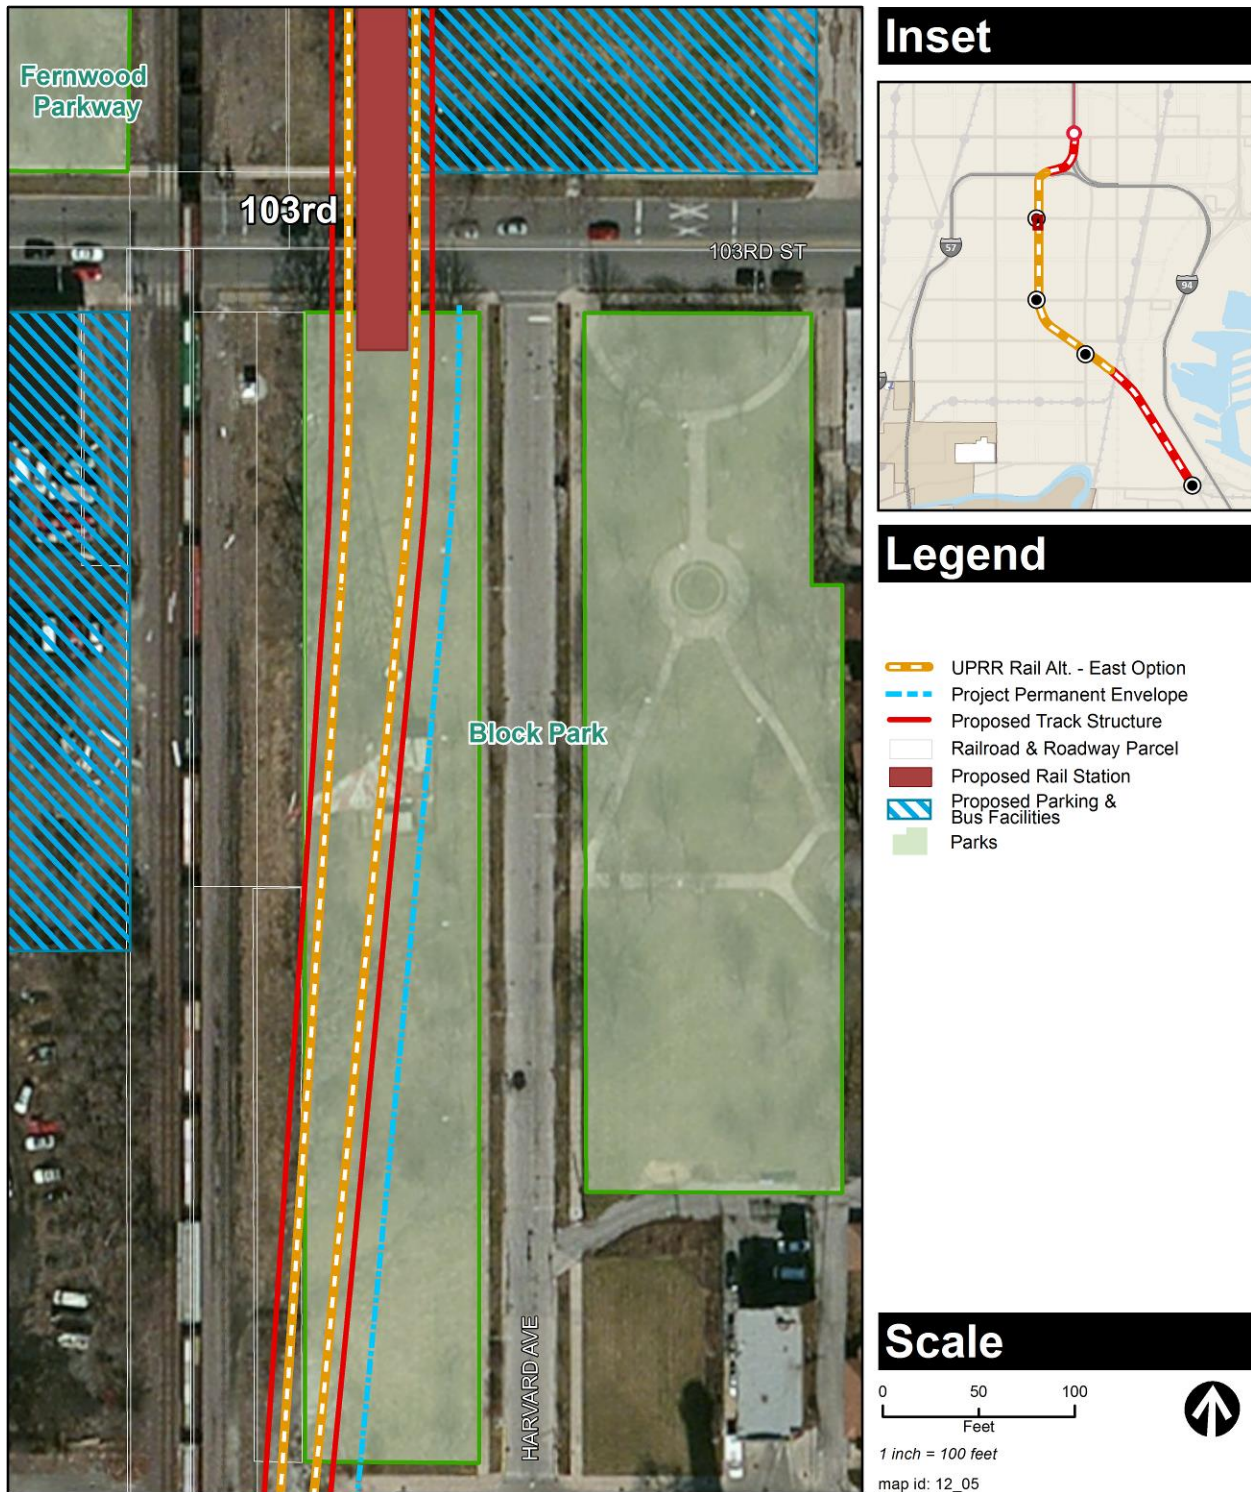 Fernwood
Parkway
103rd
103RD ST
Block Park
HARVARD AVE
Inset
57
94
Legend
UPRR Rail Alt. - East Option
Project Permanent Envelope
Proposed Track Structure
Railroad & Roadway Parcel
Proposed Rail Station
Proposed Parking &
Bus Facilities
Parks
Scale
0 50 100
Feet
1 inch = 100 feet
map id: 12_05